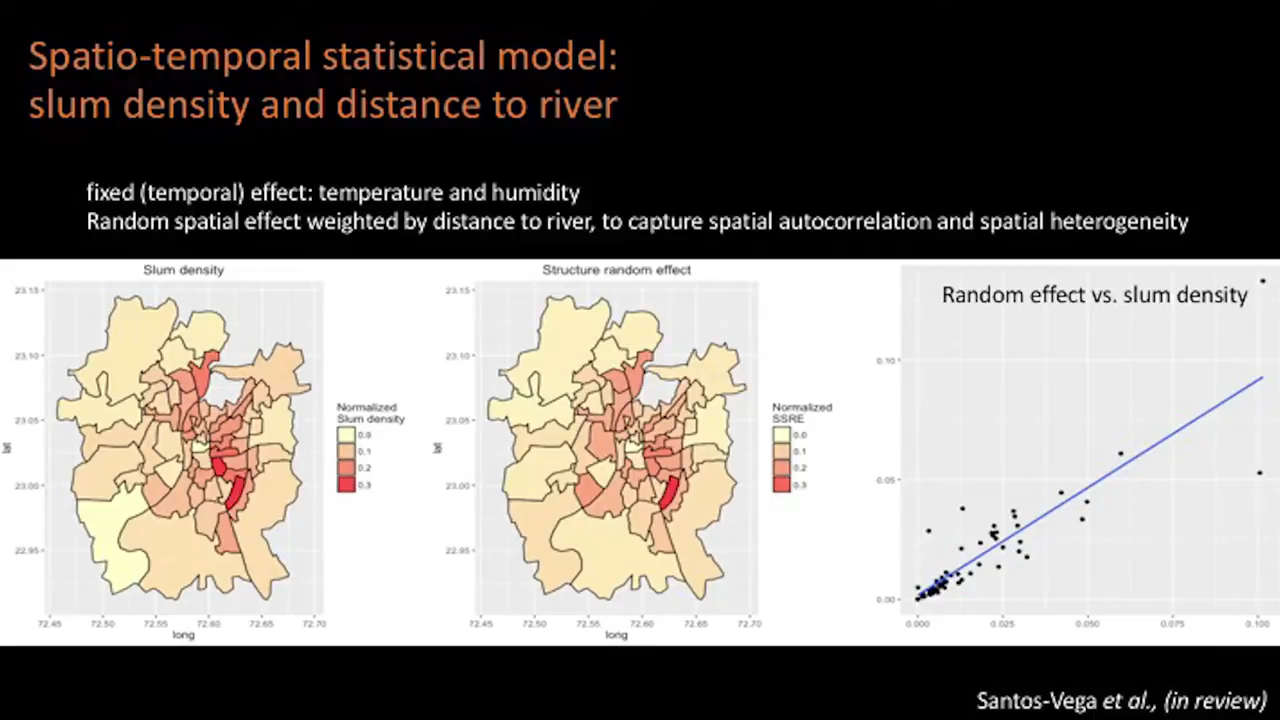 Spatio-temporal statistical model:
slum density and distance to river
fixed (temporal) effect: temperature and humidity
Random spatial effect weighted by distance to river, to capture spatial autocorrelation and spatial heterogeneity
Slum density
23.15
23.10
23.05
23.00
22.95
lat
72.45 72.50 72.55 72.60 72.65 72.70
long
Normalized
Slum density
0.0
0.1
0.2
0.3
Structure random effect
23.15
23.10
23.05
23.00
22.95
lat
72.45 72.50 72.55 72.60 72.65 72.70
long
Normalized
SSRE
0.0
0.1
0.2
0.3
Random effect vs. slum density
0.10
0.05
0.00
0.000 0.025 0.050 0.075 0.100
Santos-Vega et al., (in review)